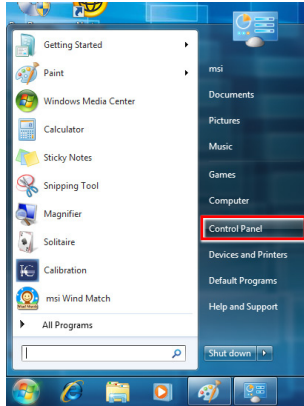 Getting Started
Paint
Windows Media Center
Calculator
Sticky Notes
Snipping Tool
Magnifier
Solitaire
Calibration
msi Wind Match
All Programs
msi
Documents
Pictures
Music
Games
Computer
Control Panel
Devices and Printers
Default Programs
Help and Support
Shut down